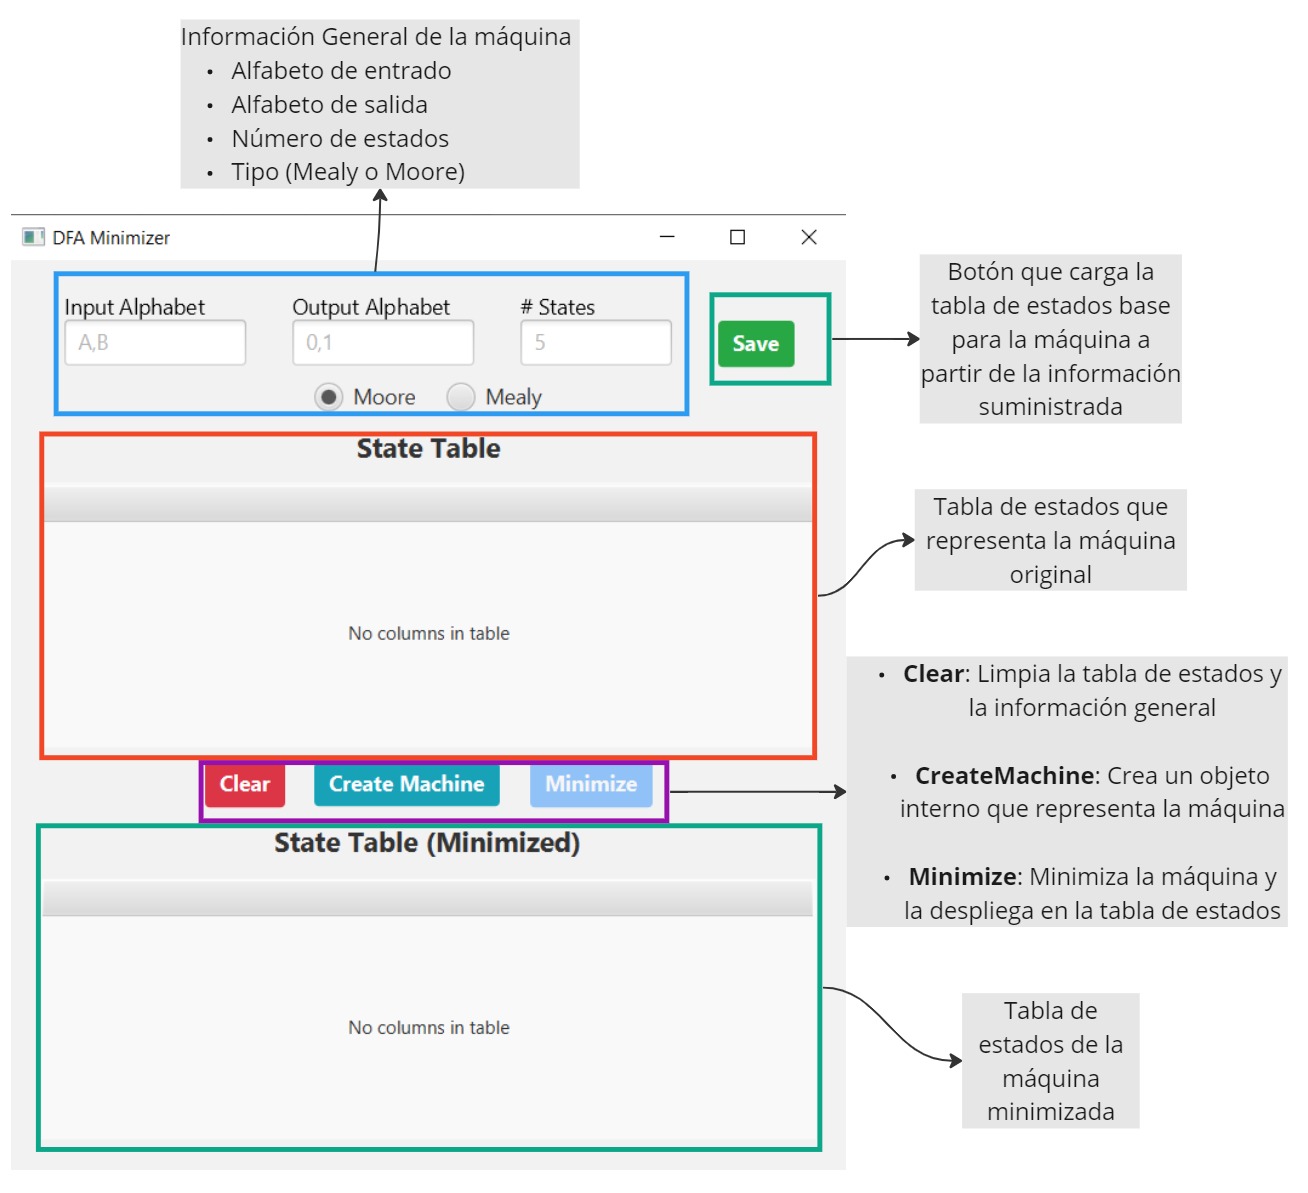 Información General de la máquina
• Alfabeto de entrado
• Alfabeto de salida
• Número de estados
• Tipo (Mealy o Moore)
DFA Minimizer
Input Alphabet
Output Alphabet
# States
A,B
0,1
5
Save
Moore
Mealy
Botón que carga la
tabla de estados base
para la máquina a
partir de la información
suministrada
State Table
No columns in table
Tabla de estados que
representa la máquina
original
Clear
Create Machine
Minimize
• Clear: Limpia la tabla de estados y
la información general
• CreateMachine: Crea un objeto
interno que representa la máquina
• Minimize: Minimiza la máquina y
la despliega en la tabla de estados
State Table (Minimized)
No columns in table
Tabla de
estados de la
máquina
minimizada